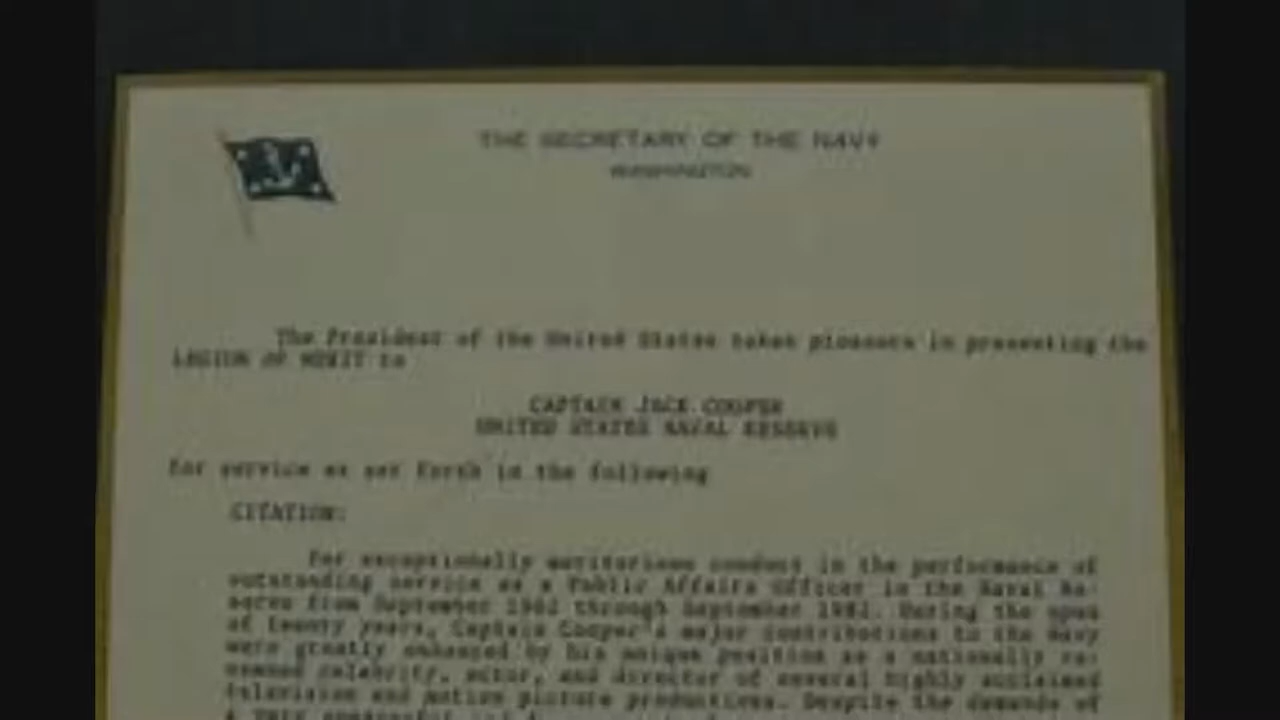 THE SECRETARY OF THE NAVY
WASHINGTON
The President of the United States takes pleasure in presenting the
LEGION OF MERIT to
CAPTAIN JACK COOPER
UNITED STATES NAVAL RESERVE
for service as set forth in the following
CITATION:
For exceptionally meritorious conduct in the performance of
outstanding service as a Public Affairs Officer in the Naval Re-
serve from September 1962 through September 1982. During the span
of twenty years, Captain Cooper's major contributions to the Navy
were greatly enhanced by his unique position as a nationally re-
nowned celebrity, actor, and director of several highly acclaimed
television and motion picture productions. Despite the demands of
a very successful